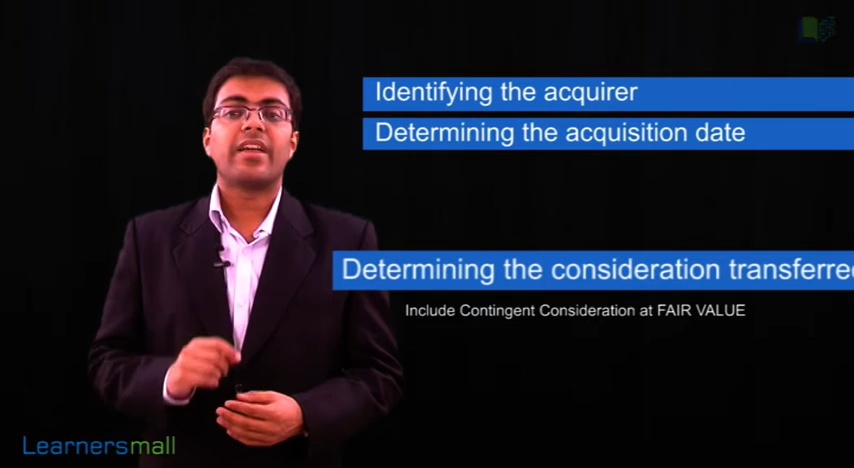 Identifying the acquirer
Determining the acquisition date
Determining the consideration transferred
Include Contingent Consideration at FAIR VALUE
Learnersmall